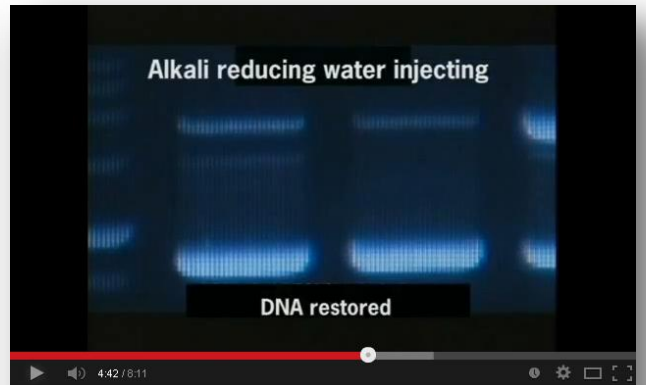 Alkali reducing water injecting
DNA restored
4:42 / 8:11